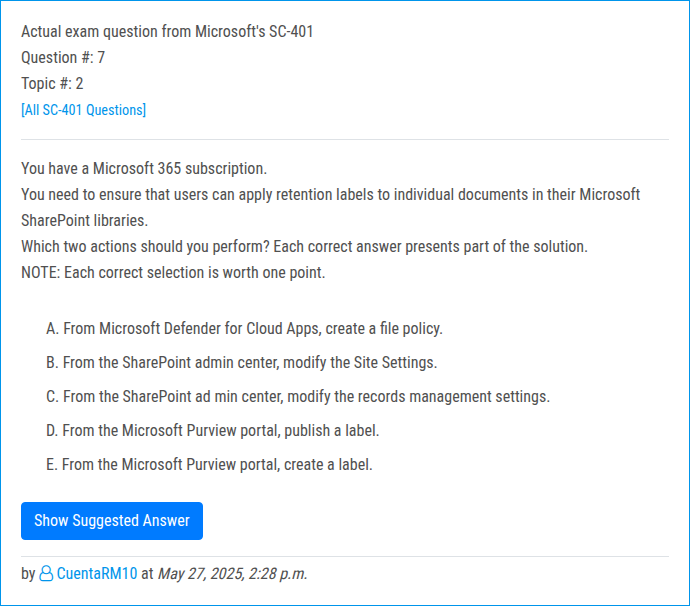 Actual exam question from Microsoft's SC-401
Question #: 7
Topic #: 2
[All SC-401 Questions]
You have a Microsoft 365 subscription.
You need to ensure that users can apply retention labels to individual documents in their Microsoft
SharePoint libraries.
Which two actions should you perform? Each correct answer presents part of the solution.
NOTE: Each correct selection is worth one point.
A. From Microsoft Defender for Cloud Apps, create a file policy.
B. From the SharePoint admin center, modify the Site Settings.
C. From the SharePoint ad min center, modify the records management settings.
D. From the Microsoft Purview portal, publish a label.
E. From the Microsoft Purview portal, create a label.
Show Suggested Answer
by CuentaRM10 at May 27, 2025, 2:28 p.m.